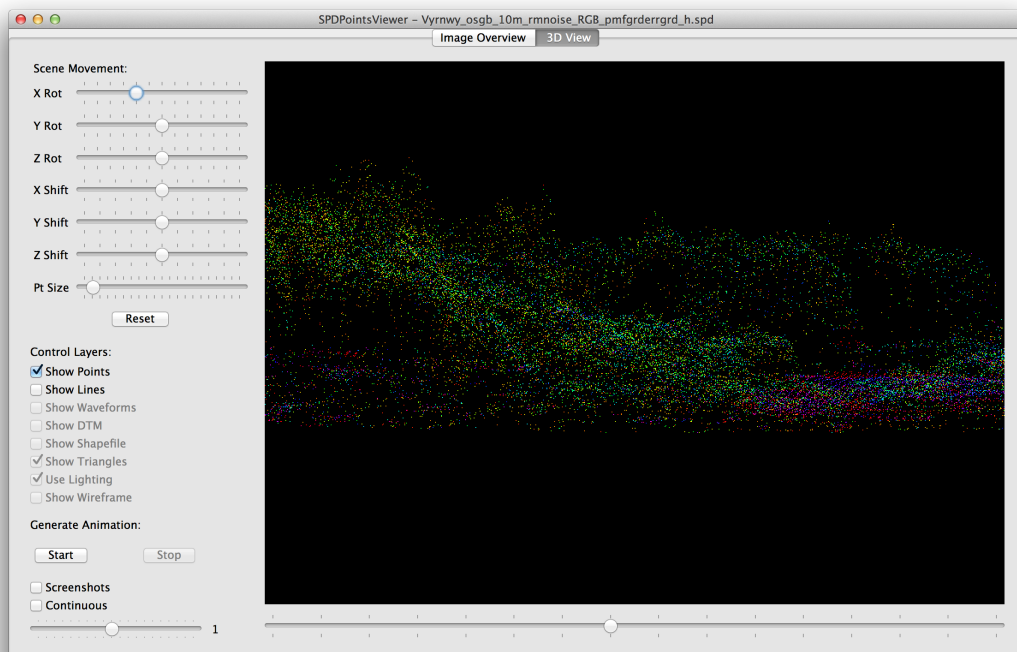 SPDPointsViewer – Vyrnwy_osgb_10m_rmnoise_RGB_pmfgrderrgrd_h.spd
Image Overview 3D View
Scene Movement:
X Rot
Y Rot
Z Rot
X Shift
Y Shift
Z Shift
Pt Size
Reset
Control Layers:
Show Points
Show Lines
Show Waveforms
Show DTM
Show Shapefile
Show Triangles
Use Lighting
Show Wireframe
Generate Animation:
Start Stop
Screenshots
Continuous
1